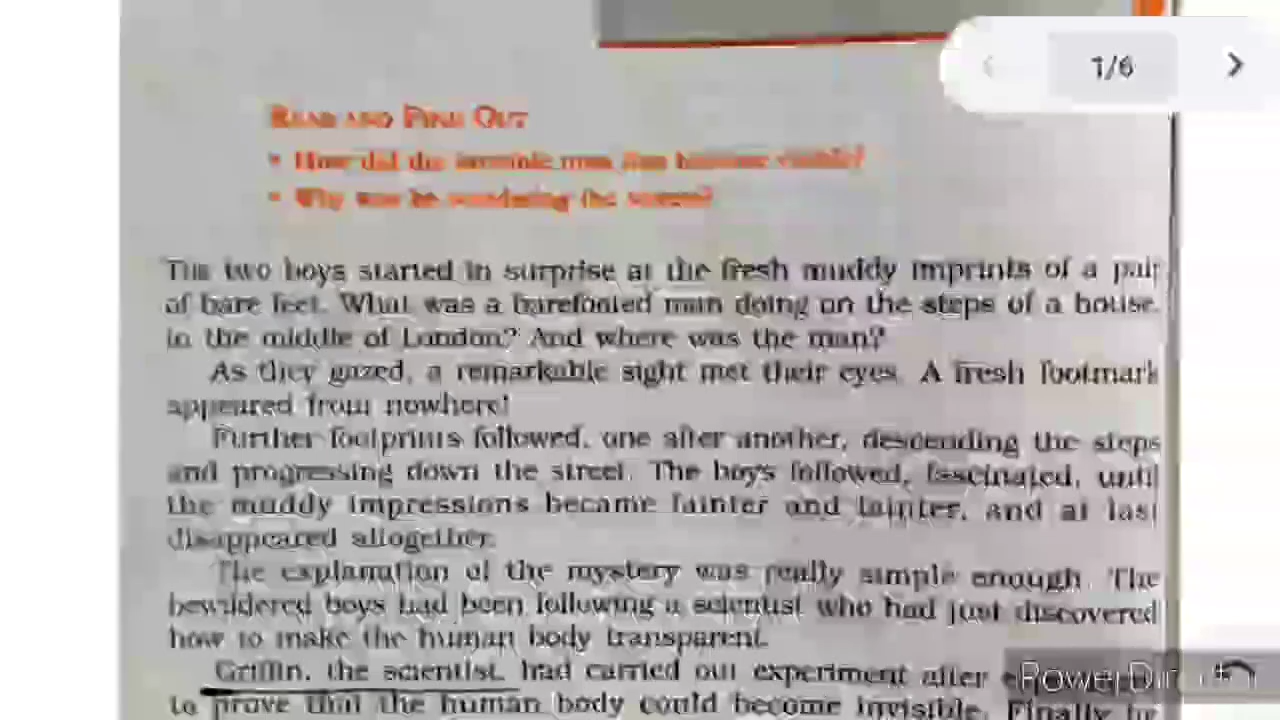 1/6
READ AND FIND OUT
• How did the invisible man first become visible?
• Why was he wandering the streets?
The two boys started in surprise at the fresh muddy imprints of a pair
of bare feet. What was a barefooted man doing on the steps of a house,
in the middle of London? And where was the man?
As they gazed, a remarkable sight met their eyes. A fresh footmark
appeared from nowhere!
Further footprints followed, one after another, descending the steps
and progressing down the street. The boys followed, fascinated, until
the muddy impressions became fainter and fainter, and at last
disappeared altogether.
The explanation of the mystery was really simple enough. The
bewildered boys had been following a scientist who had just discovered
how to make the human body transparent.
Griffin, the scientist, had carried out experiment after
to prove that the human body could become invisible. Finally he